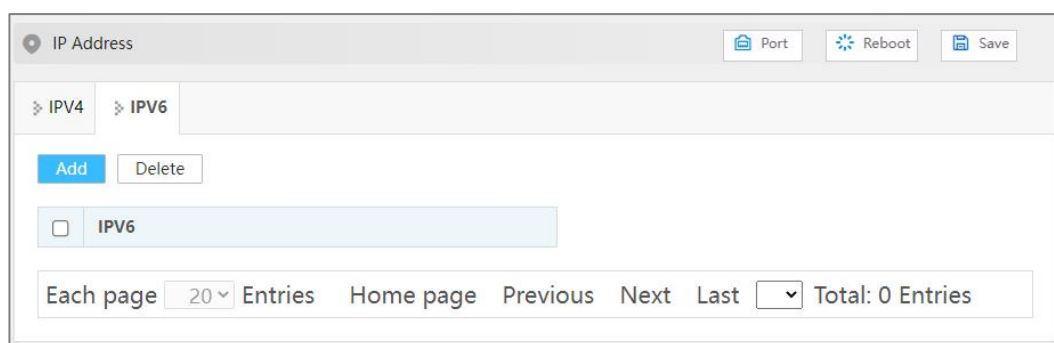 IP Address Port Reboot Save
IPV4 IPV6
Add Delete
IPV6
Each page 20 Entries Home page Previous Next Last Total: 0 Entries